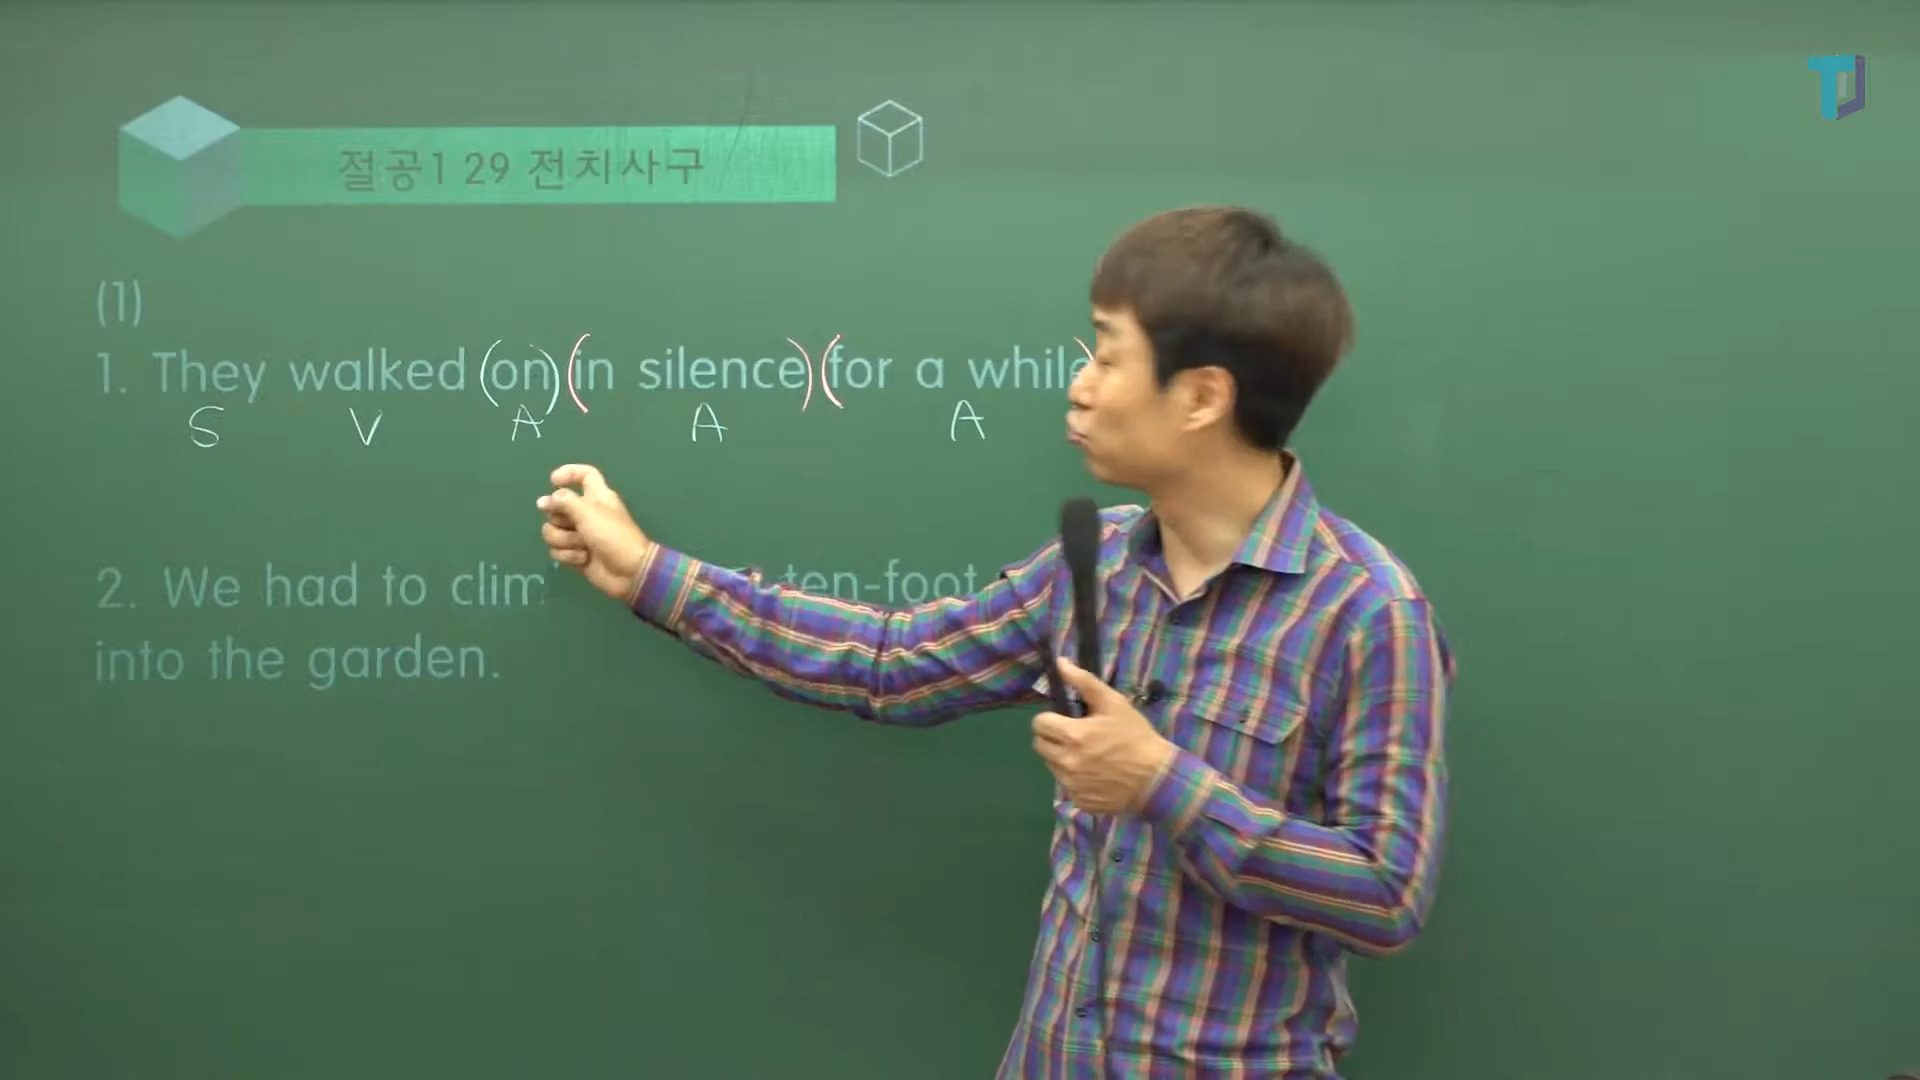 절공1 29 전치사구
(1)
1. They walked (on) (in silence) (for a while)
S V A A A
2. We had to ten-foot
into the garden.